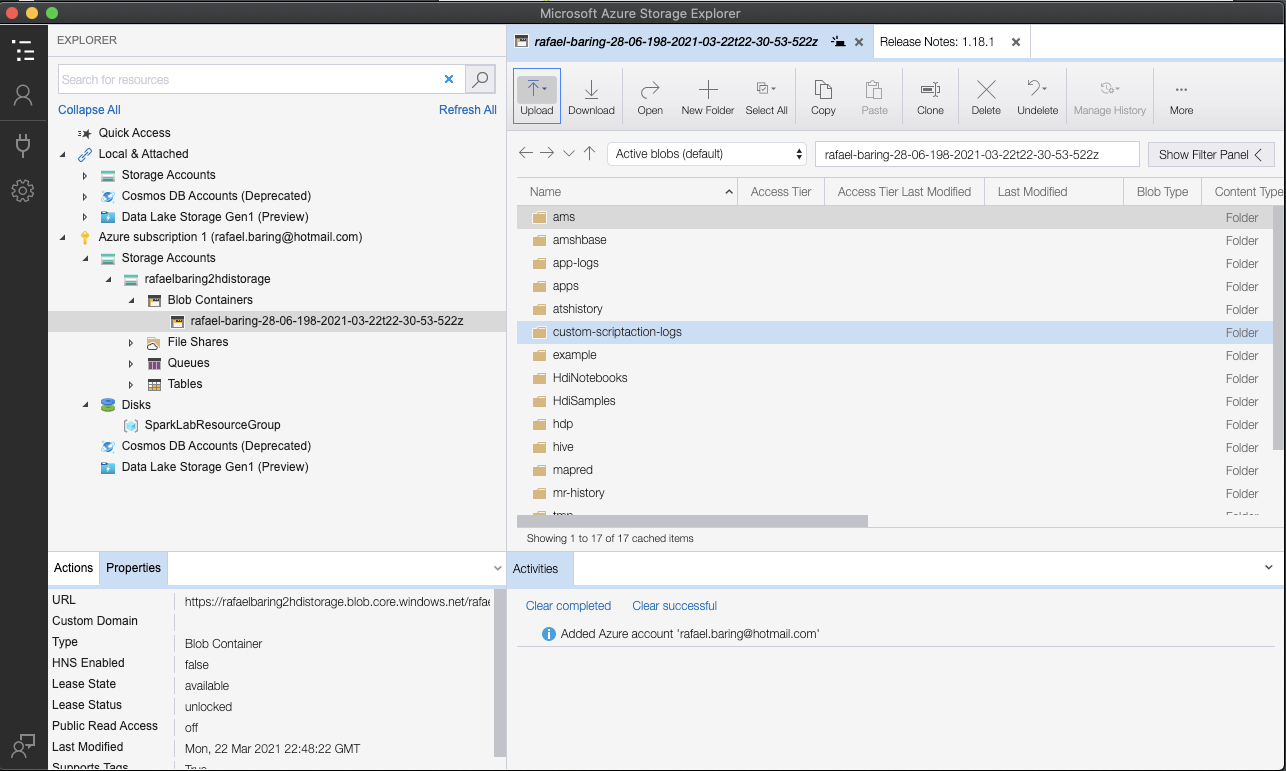 Microsoft Azure Storage Explorer
EXPLORER
Search for resources
Collapse All
Refresh All
Quick Access
Local & Attached
Storage Accounts
Cosmos DB Accounts (Deprecated)
Data Lake Storage Gen1 (Preview)
Azure subscription 1 (rafael.baring@hotmail.com)
Storage Accounts
rafaelbaring2hdistorage
Blob Containers
rafael-baring-28-06-198-2021-03-22t22-30-53-522z
File Shares
Queues
Tables
Disks
SparkLabResourceGroup
Cosmos DB Accounts (Deprecated)
Data Lake Storage Gen1 (Preview)
Actions
Properties
URL https://rafaelbaring2hdistorage.blob.core.windows.net/rafae
Custom Domain
Type Blob Container
HNS Enabled false
Lease State available
Lease Status unlocked
Public Read Access off
Last Modified Mon, 22 Mar 2021 22:48:22 GMT
Supports Tags True
rafael-baring-28-06-198-2021-03-22t22-30-53-522z
Release Notes: 1.18.1
Upload
Download
Open
New Folder
Select All
Copy
Paste
Clone
Delete
Undelete
Manage History
More
Active blobs (default)
rafael-baring-28-06-198-2021-03-22t22-30-53-522z
Show Filter Panel
Name Access Tier Access Tier Last Modified Last Modified Blob Type Content Type
ams Folder
amshbase Folder
app-logs Folder
apps Folder
atshistory Folder
custom-scriptaction-logs Folder
example Folder
HdiNotebooks Folder
HdiSamples Folder
hdp Folder
hive Folder
mapred Folder
mr-history Folder
tmp Folder
Showing 1 to 17 of 17 cached items
Activities
Clear completed
Clear successful
Added Azure account 'rafael.baring@hotmail.com'